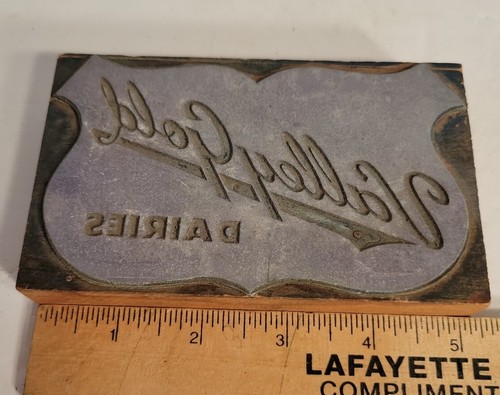 Valley Gold
DAIRIES
1 2 3 4 5
LAFAYETTE
COMPLIMENT